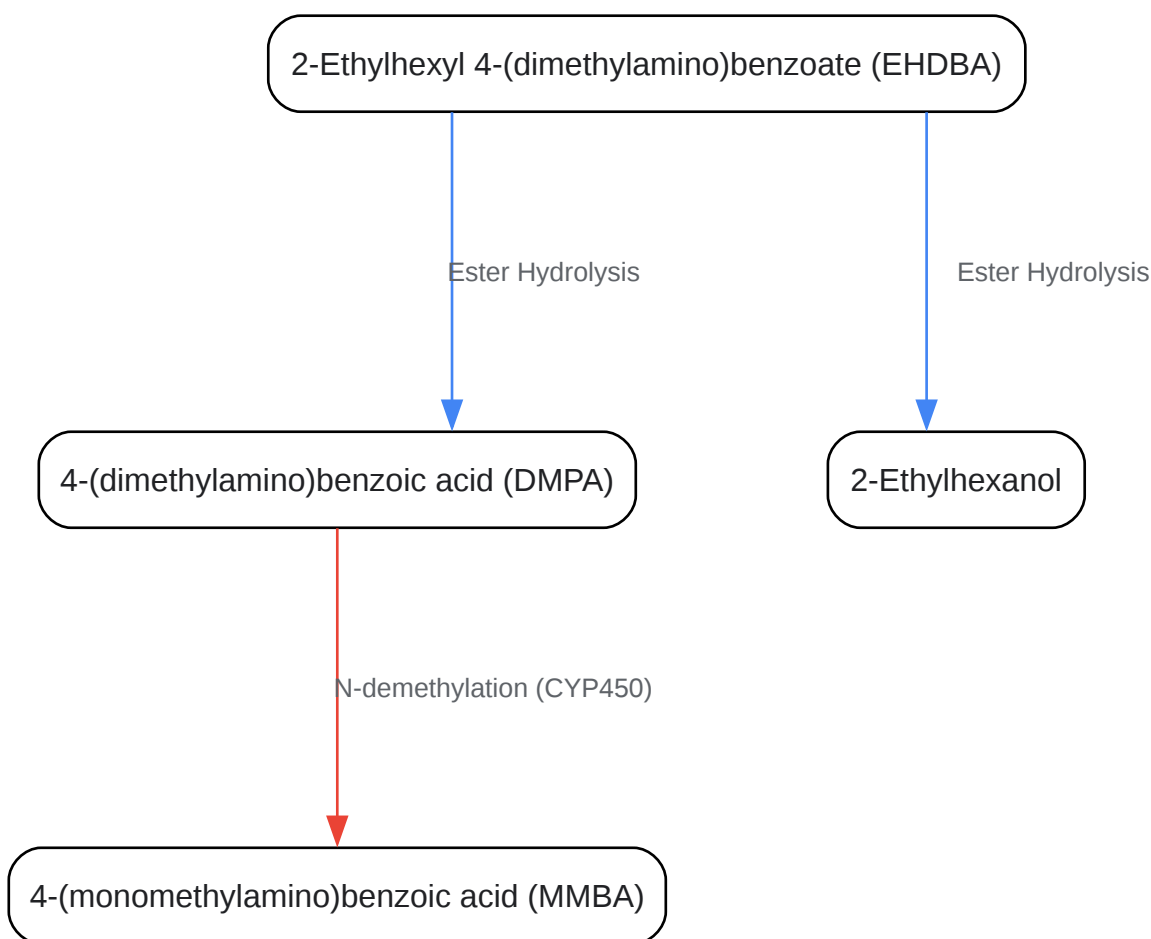 2-Ethylhexyl 4-(dimethylamino)benzoate (EHDBA)
Ester Hydrolysis
Ester Hydrolysis
4-(dimethylamino)benzoic acid (DMPA)
2-Ethylhexanol
N-demethylation (CYP450)
4-(monomethylamino)benzoic acid (MMBA)